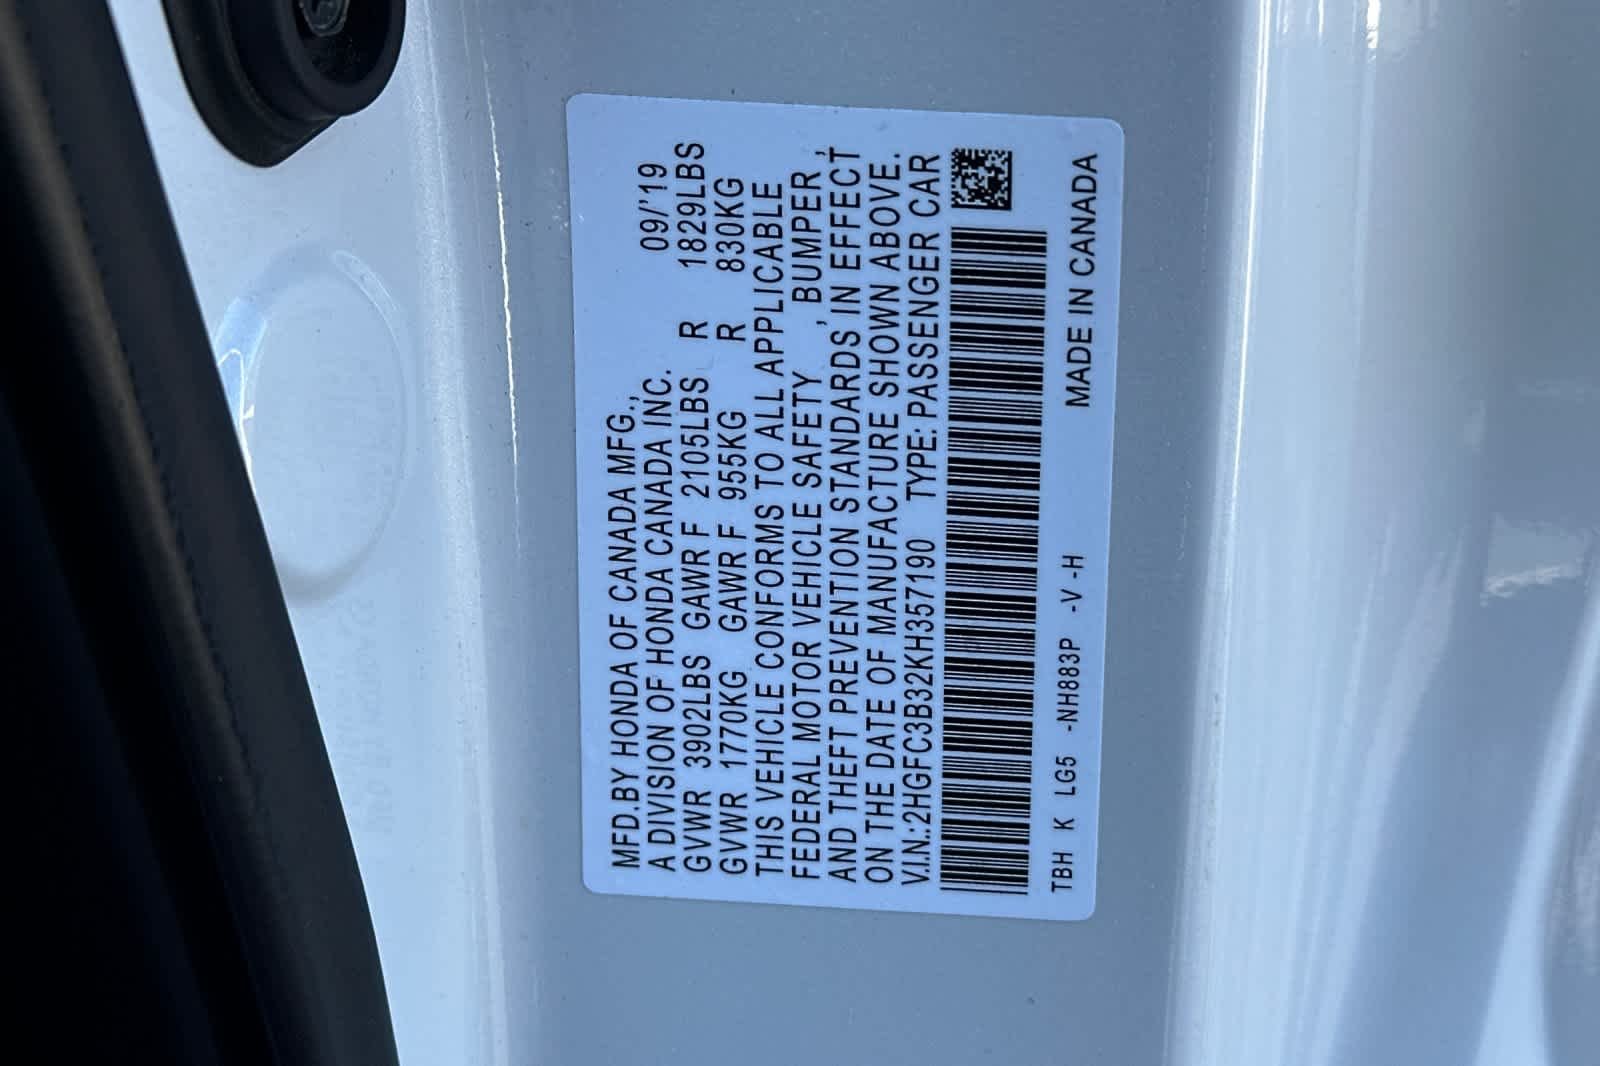 MFD.BY HONDA OF CANADA MFG.,
A DIVISION OF HONDA CANADA INC. 09/'19
GVWR 3902LBS GAWR F 2105LBS R 1829LBS
GVWR 1770KG GAWR F 955KG R 830KG
THIS VEHICLE CONFORMS TO ALL APPLICABLE
FEDERAL MOTOR VEHICLE SAFETY , BUMPER ,
AND THEFT PREVENTION STANDARDS IN EFFECT
ON THE DATE OF MANUFACTURE SHOWN ABOVE.
V.I.N.:2HGFC3B32KH357190 TYPE: PASSENGER CAR
TBH K LG5 -NH883P -V -H MADE IN CANADA